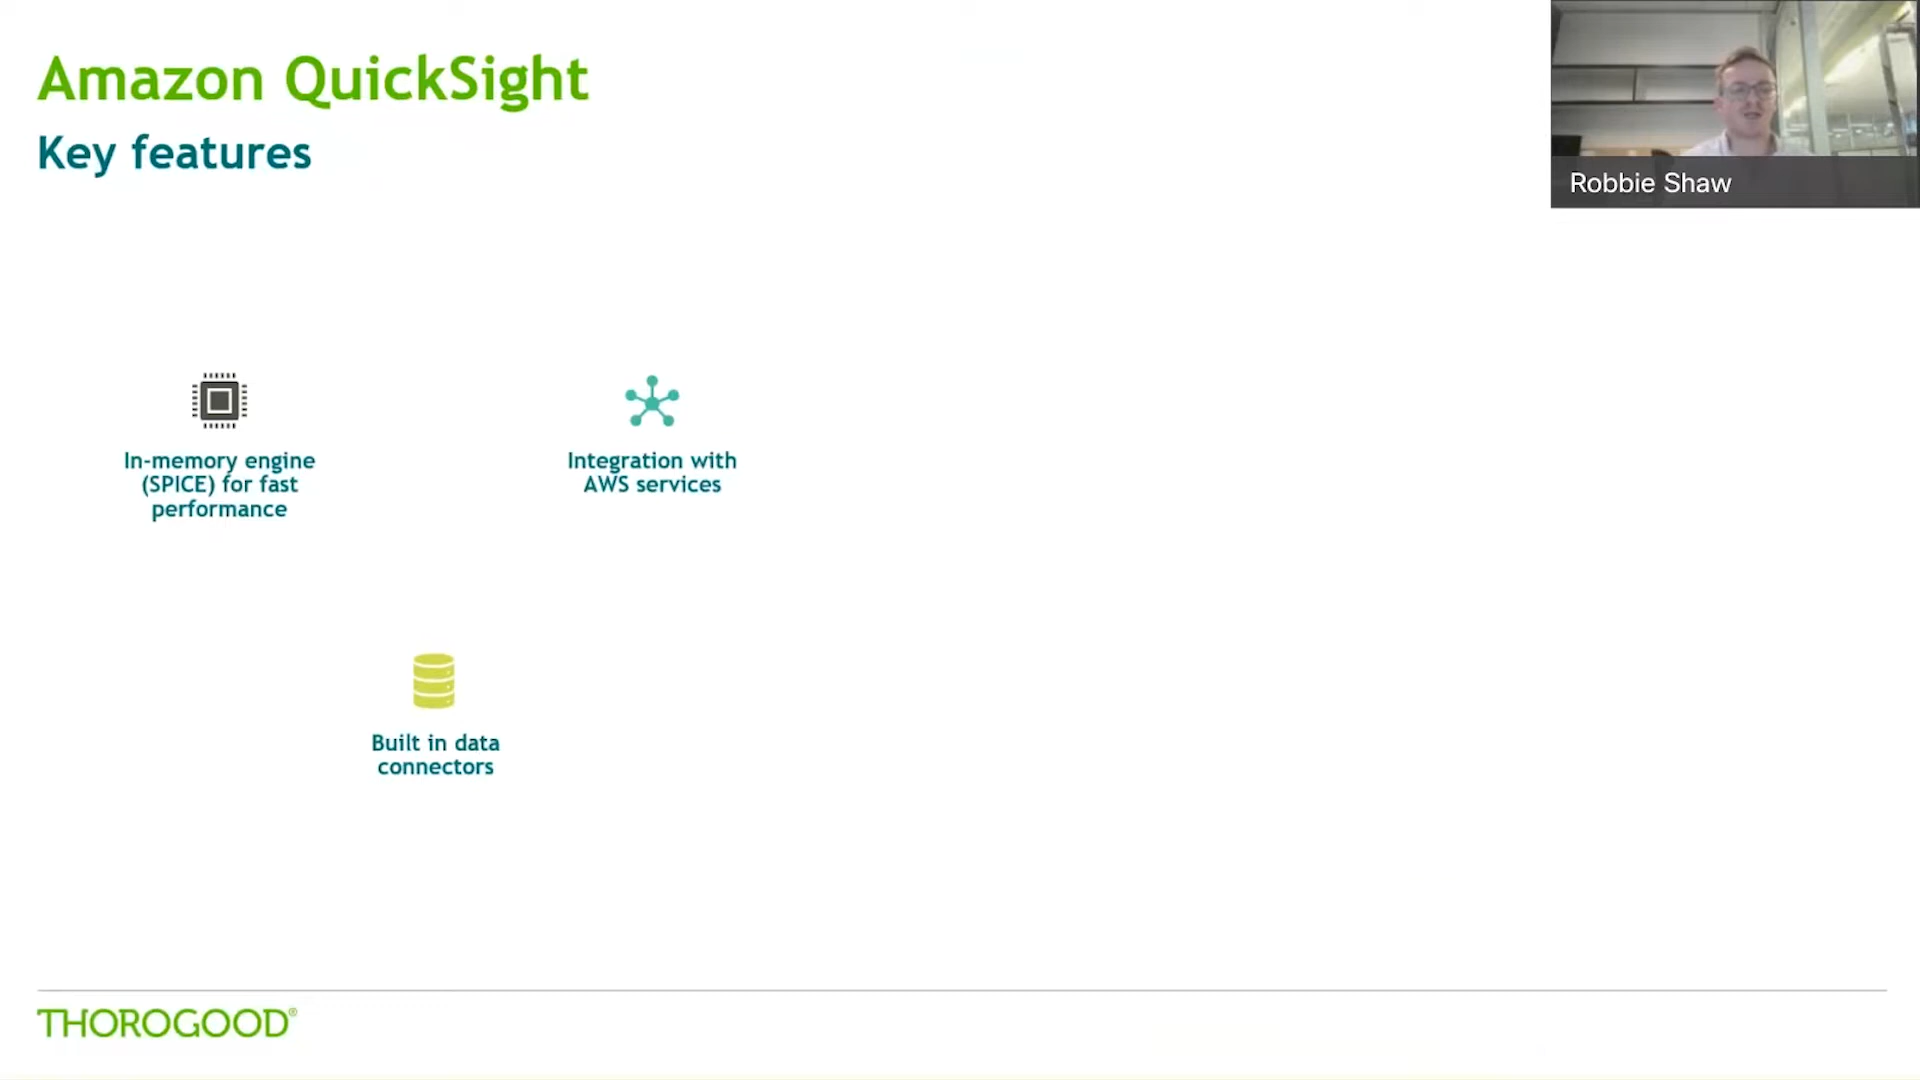 Amazon QuickSight
Key features
Robbie Shaw
In-memory engine
(SPICE) for fast
performance
Integration with
AWS services
Built in data
connectors
THOROGOOD®